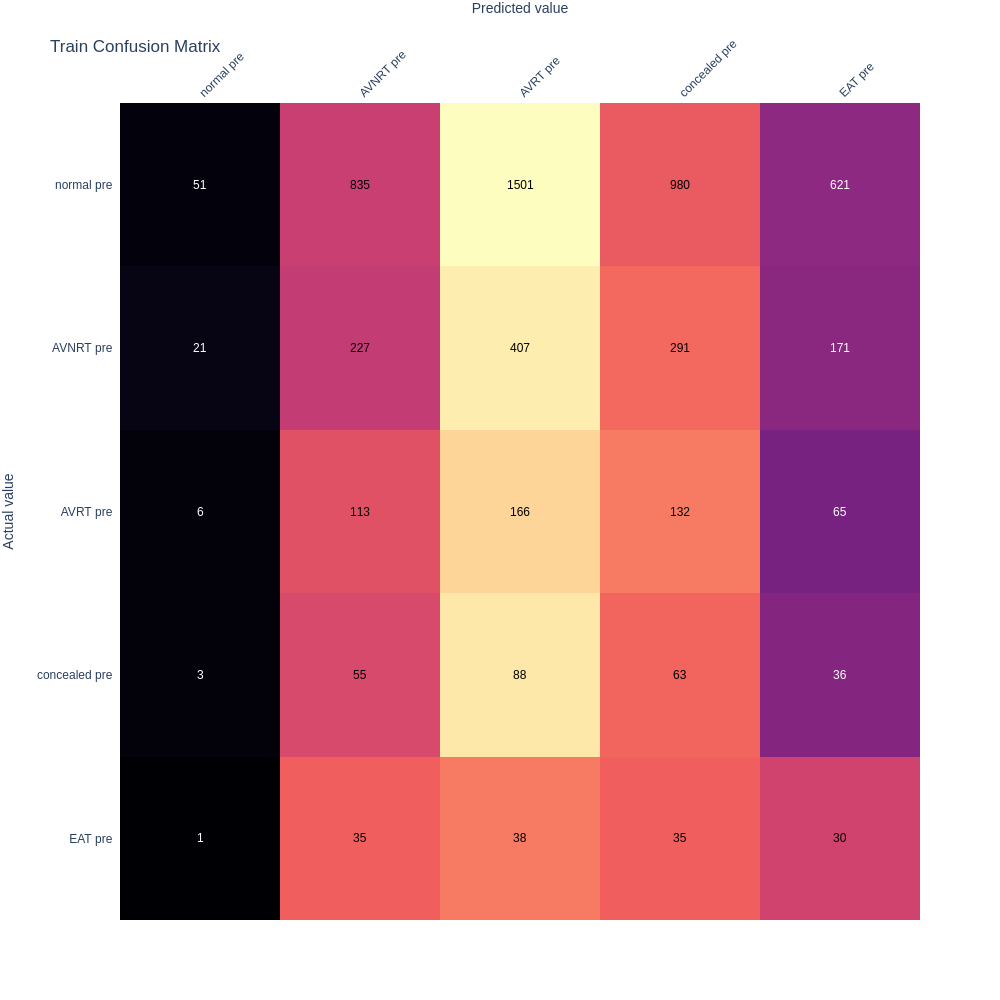 Predicted value
Train Confusion Matrix
normal pre
AVNRT pre
AVRT pre
concealed pre
EAT pre
normal pre 51 835 1501 980 621
AVNRT pre 21 227 407 291 171
AVRT pre 6 113 166 132 65
concealed pre 3 55 88 63 36
EAT pre 1 35 38 35 30
Actual value